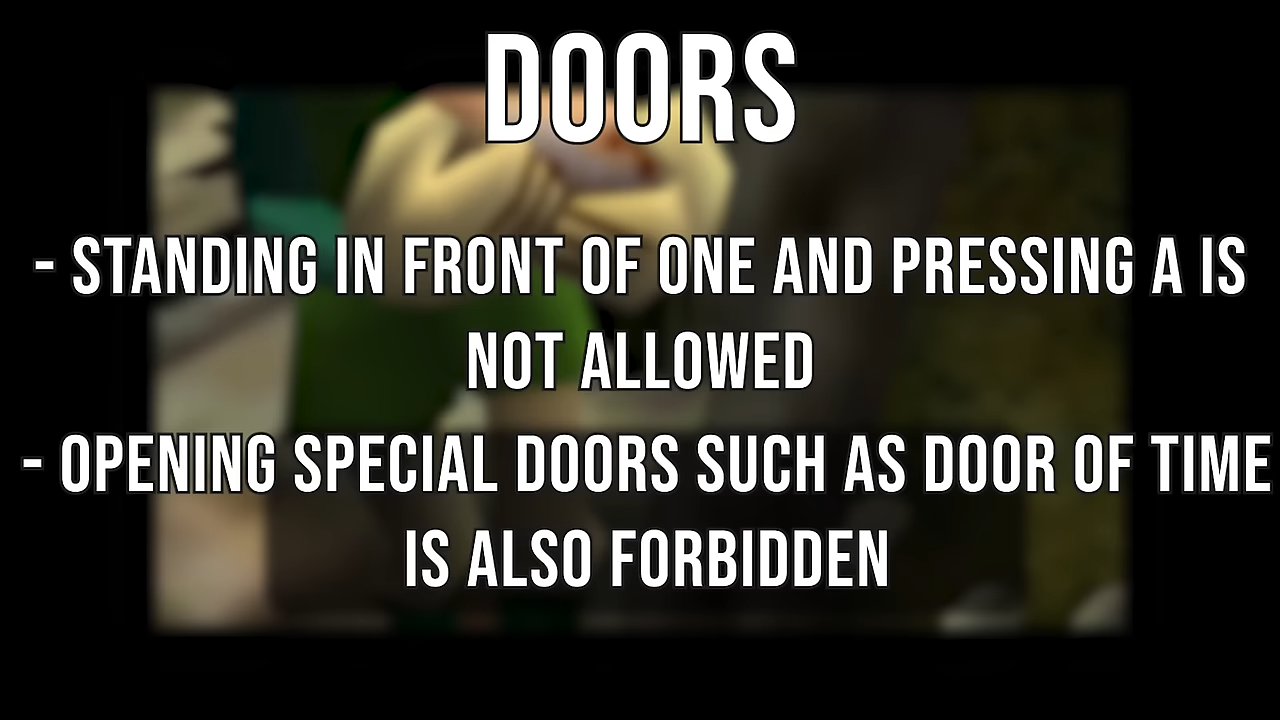 DOORS
- STANDING IN FRONT OF ONE AND PRESSING A IS
NOT ALLOWED
- OPENING SPECIAL DOORS SUCH AS DOOR OF TIME
IS ALSO FORBIDDEN